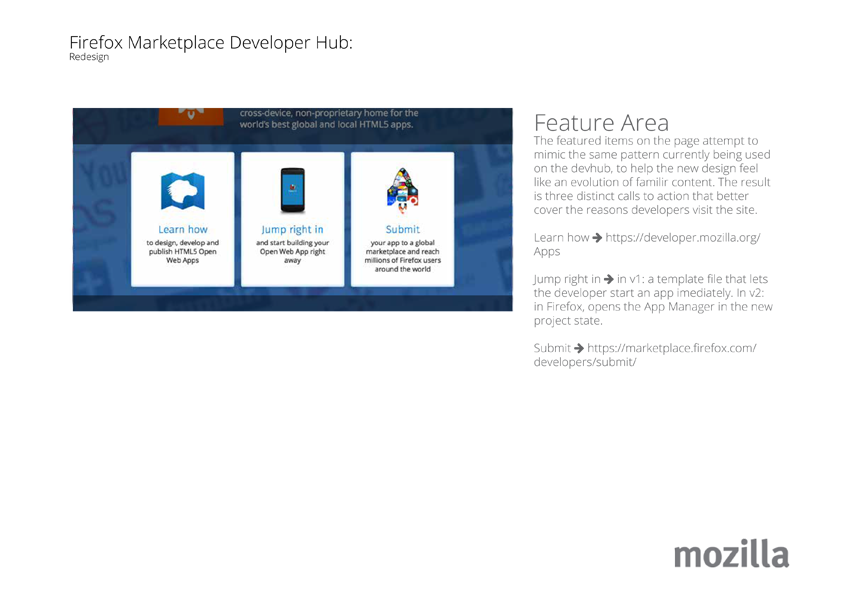 Firefox Marketplace Developer Hub:
Redesign
cross-device, non-proprietary home for the
world's best global and local HTML5 apps.
Learn how
to design, develop and
publish HTML5 Open
Web Apps
Jump right in
and start building your
Open Web App right
away
Submit
your app to a global
marketplace and reach
millions of Firefox users
around the world
Feature Area
The featured items on the page attempt to
mimic the same pattern currently being used
on the devhub, to help the new design feel
like an evolution of familir content. The result
is three distinct calls to action that better
cover the reasons developers visit the site.
Learn how ➔ https://developer.mozilla.org/
Apps
Jump right in ➔ in v1: a template file that lets
the developer start an app imediately. In v2:
in Firefox, opens the App Manager in the new
project state.
Submit ➔ https://marketplace.firefox.com/
developers/submit/
mozilla